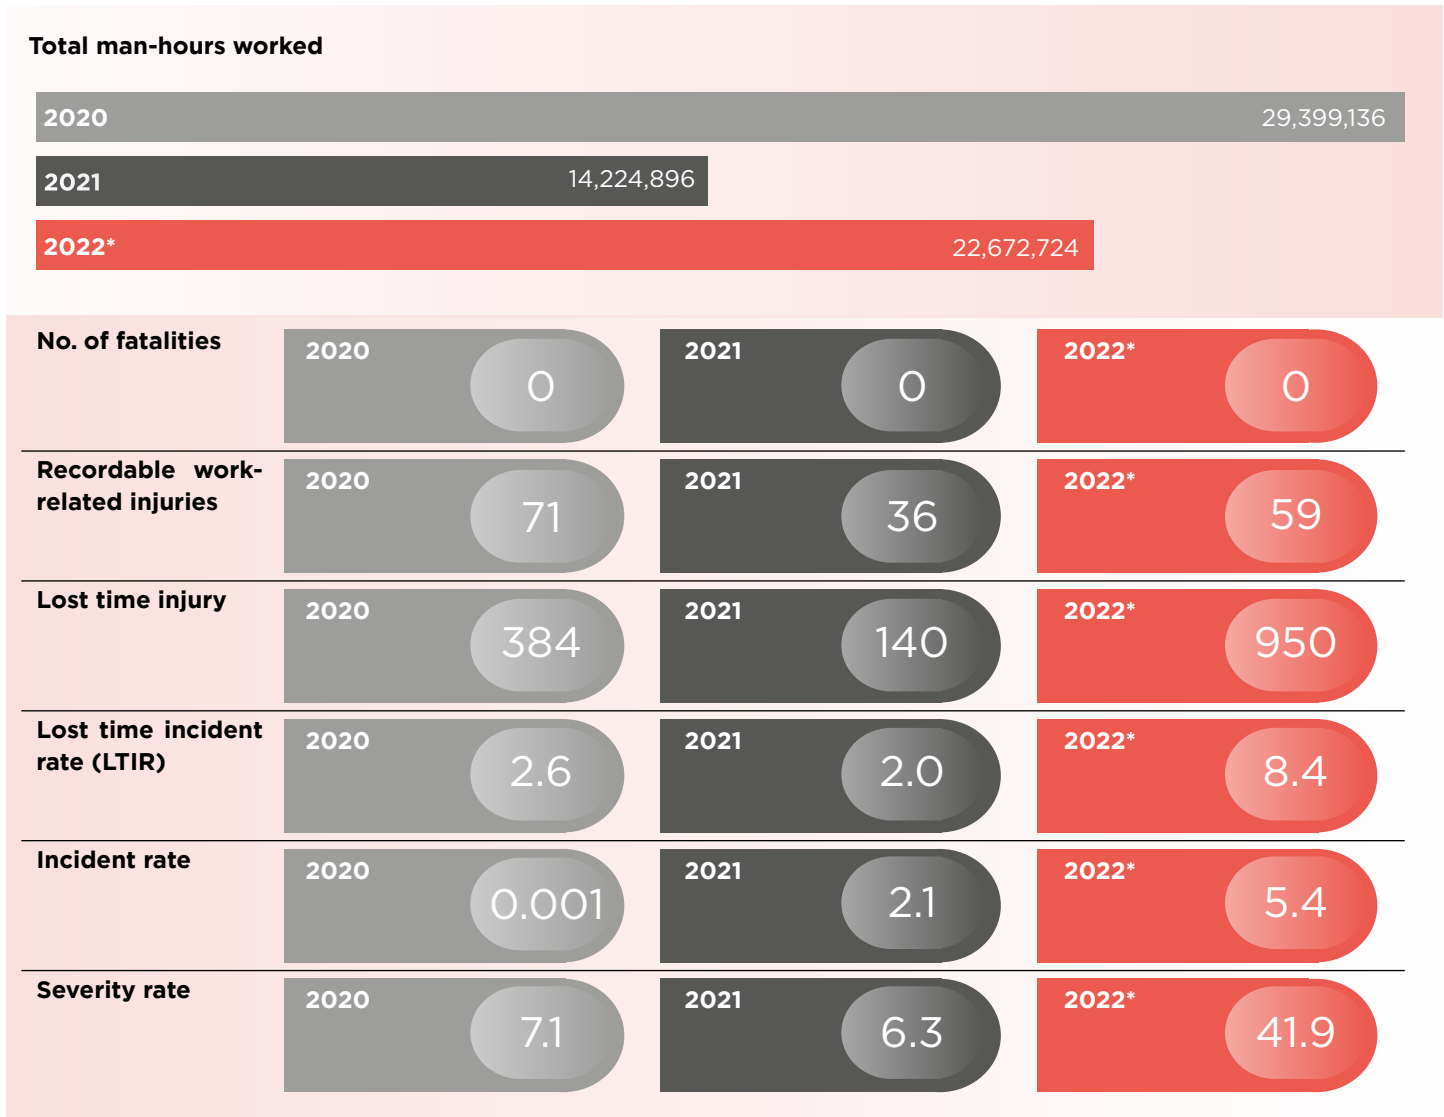 Total man-hours worked
2020 29,399,136
2021 14,224,896
2022* 22,672,724
No. of fatalities
2020 0
2021 0
2022* 0
Recordable work-
related injuries
2020 71
2021 36
2022* 59
Lost time injury
2020 384
2021 140
2022* 950
Lost time incident
rate (LTIR)
2020 2.6
2021 2.0
2022* 8.4
Incident rate
2020 0.001
2021 2.1
2022* 5.4
Severity rate
2020 7.1
2021 6.3
2022* 41.9